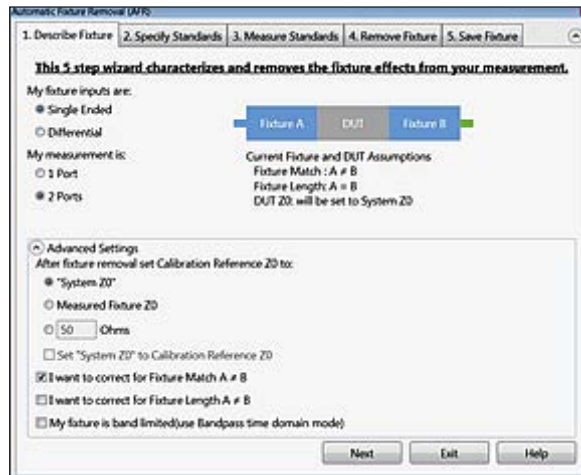 Automatic Fixture Removal (AFR)
1. Describe Fixture 2. Specify Standards 3. Measure Standards 4. Remove Fixture 5. Save Fixture
This 5 step wizard characterizes and removes the fixture effects from your measurement.
My fixture inputs are:
Single Ended
Differential
Fixture A DUT Fixture B
My measurement is:
1 Port
2 Ports
Current Fixture and DUT Assumptions
Fixture Match : A ≠ B
Fixture Length: A = B
DUT Z0: will be set to System Z0
Advanced Settings
After fixture removal set Calibration Reference Z0 to:
"System Z0"
Measured Fixture Z0
50 Ohms
Set "System Z0" to Calibration Reference Z0
I want to correct for Fixture Match A ≠ B
I want to correct for Fixture Length A ≠ B
My fixture is band limited(use Bandpass time domain mode)
Next Exit Help